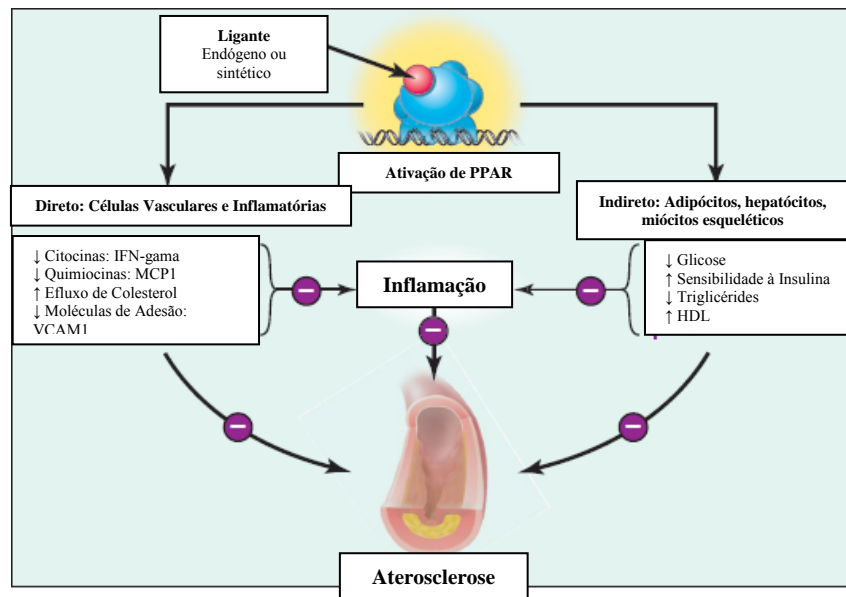 Ligante
Endógeno ou
sintético
Ativação de PPAR
Direto: Células Vasculares e Inflamatórias
Indireto: Adipócitos, hepatócitos,
miócitos esqueléticos
↓ Citocinas: IFN-gama
↓ Quimiocinas: MCP1
↑ Efluxo de Colesterol
↓ Moléculas de Adesão:
VCAM1
Inflamação
↓ Glicose
↑ Sensibilidade à Insulina
↓ Triglicérides
↑ HDL
Aterosclerose